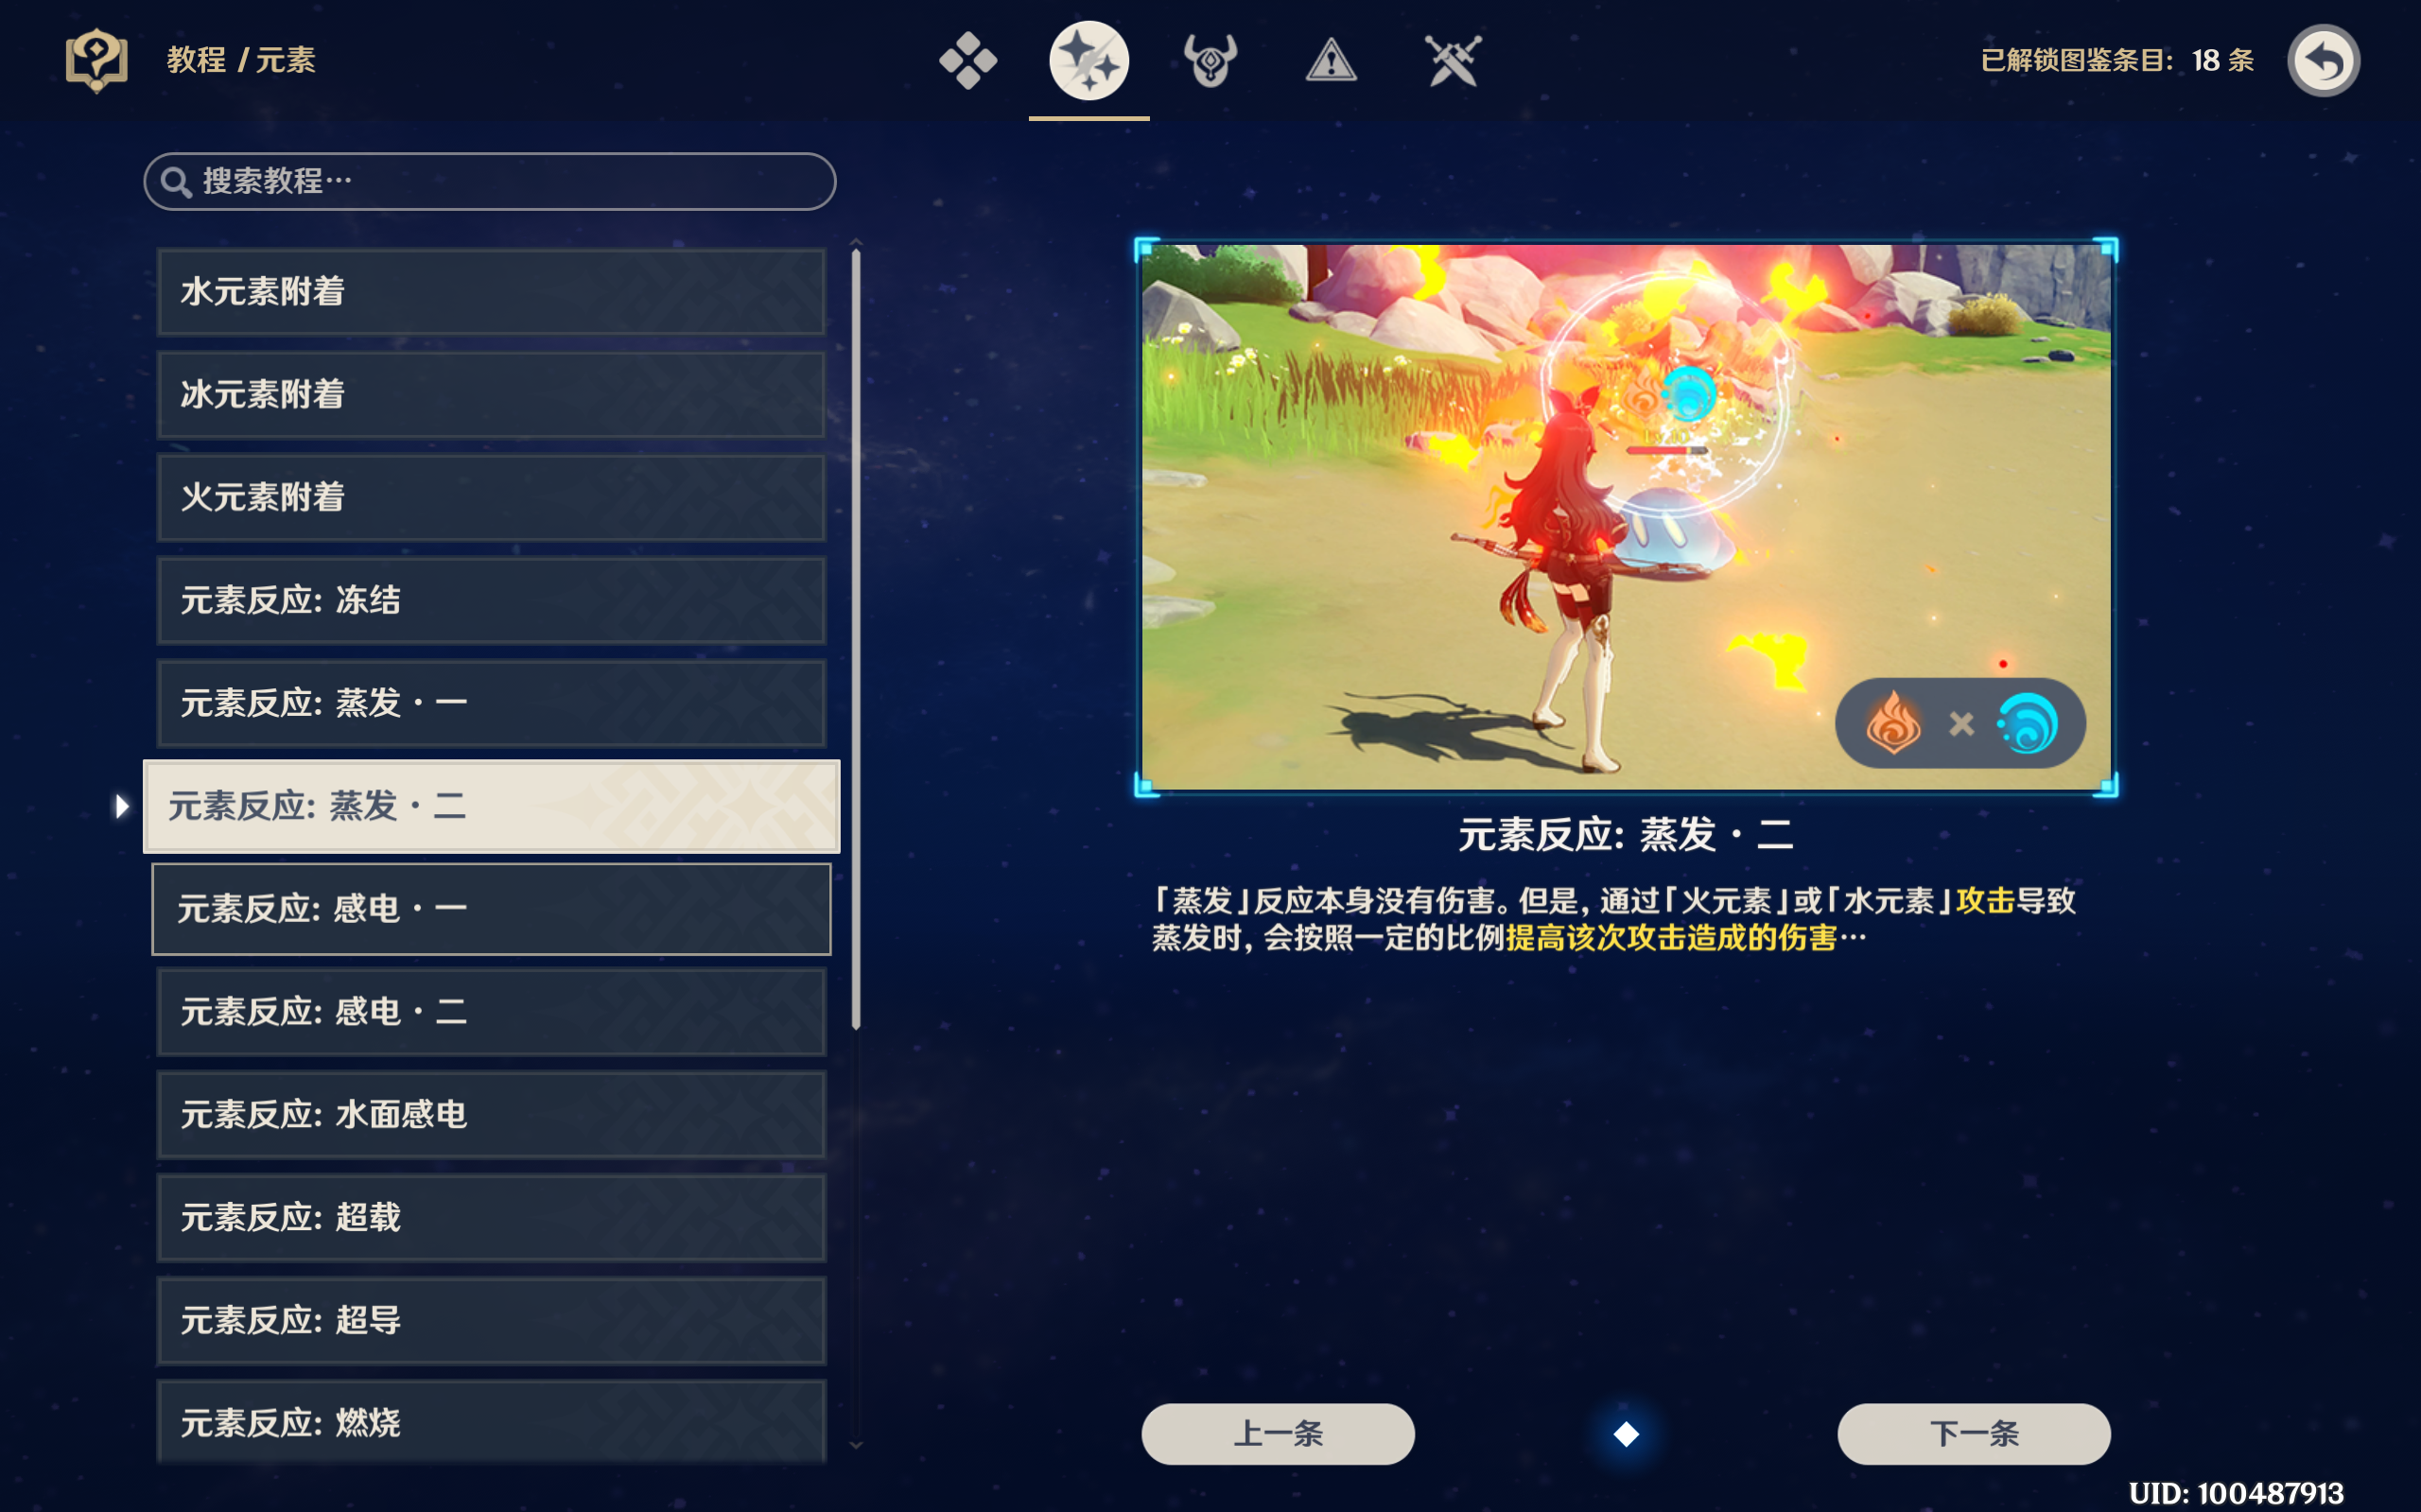 教程 / 元素
已解锁图鉴条目: 18 条
搜索教程…
水元素附着
冰元素附着
火元素附着
元素反应: 冻结
元素反应: 蒸发·一
元素反应: 蒸发·二
元素反应: 感电·一
元素反应: 感电·二
元素反应: 水面感电
元素反应: 超载
元素反应: 超导
元素反应: 燃烧
元素反应: 蒸发·二
「蒸发」反应本身没有伤害。但是, 通过「火元素」或「水元素」攻击导致
蒸发时, 会按照一定的比例提高该次攻击造成的伤害…
上一条
下一条
UID: 100487913